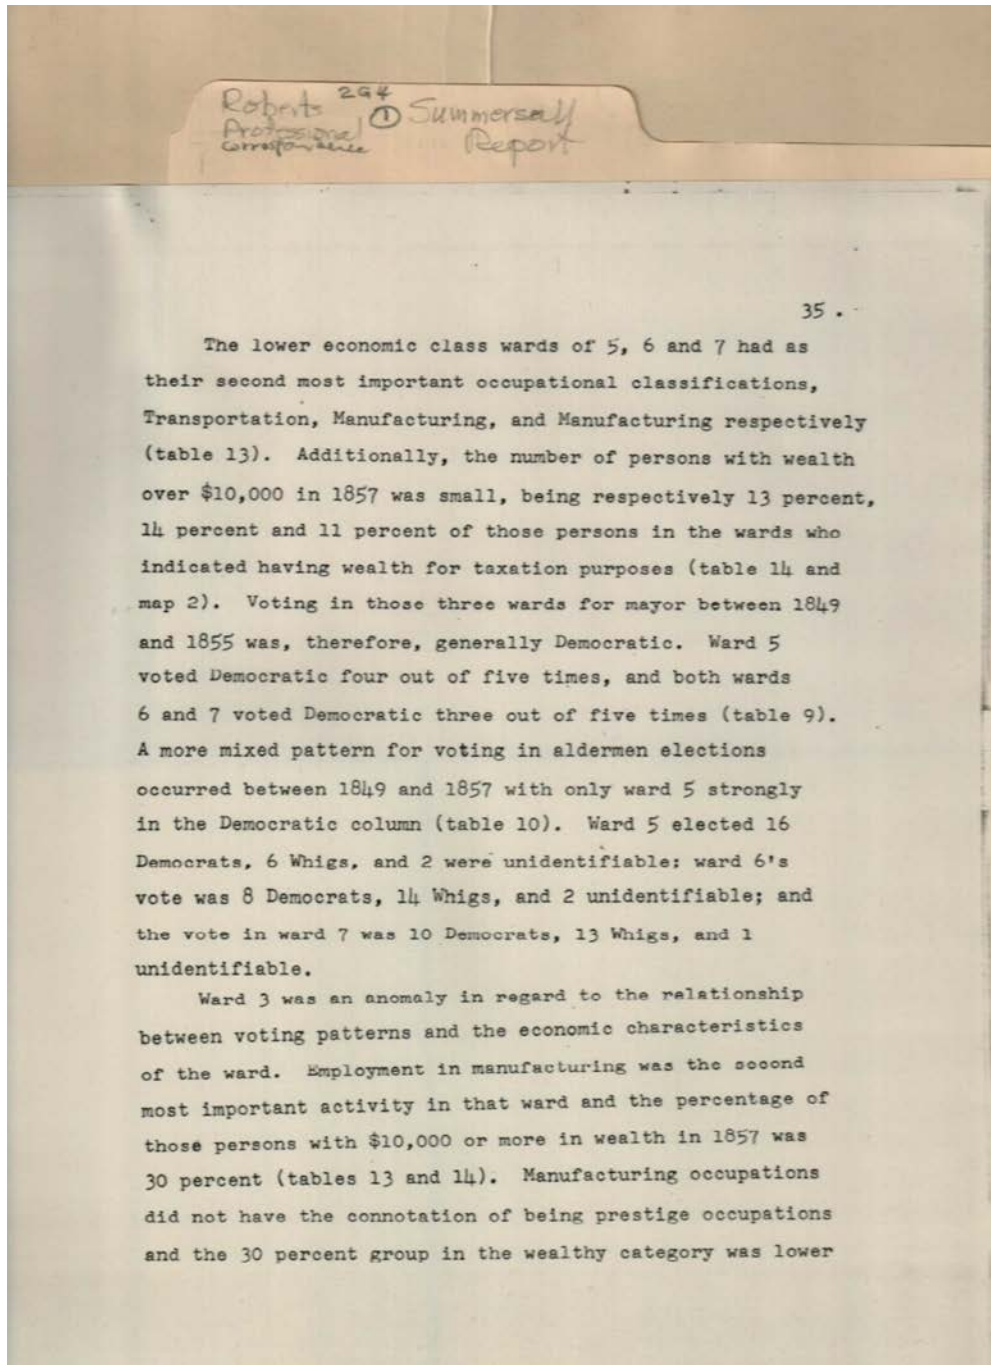 Roberts 2G4 ① Summersell
Professional Report
Correspondence
35.
The lower economic class wards of 5, 6 and 7 had as
their second most important occupational classifications,
Transportation, Manufacturing, and Manufacturing respectively
(table 13). Additionally, the number of persons with wealth
over $10,000 in 1857 was small, being respectively 13 percent,
14 percent and 11 percent of those persons in the wards who
indicated having wealth for taxation purposes (table 14 and
map 2). Voting in those three wards for mayor between 1849
and 1855 was, therefore, generally Democratic. Ward 5
voted Democratic four out of five times, and both wards
6 and 7 voted Democratic three out of five times (table 9).
A more mixed pattern for voting in aldermen elections
occurred between 1849 and 1857 with only ward 5 strongly
in the Democratic column (table 10). Ward 5 elected 16
Democrats, 6 Whigs, and 2 were unidentifiable; ward 6's
vote was 8 Democrats, 14 Whigs, and 2 unidentifiable; and
the vote in ward 7 was 10 Democrats, 13 Whigs, and 1
unidentifiable.
Ward 3 was an anomaly in regard to the relationship
between voting patterns and the economic characteristics
of the ward. Employment in manufacturing was the second
most important activity in that ward and the percentage of
those persons with $10,000 or more in wealth in 1857 was
30 percent (tables 13 and 14). Manufacturing occupations
did not have the connotation of being prestige occupations
and the 30 percent group in the wealthy category was lower